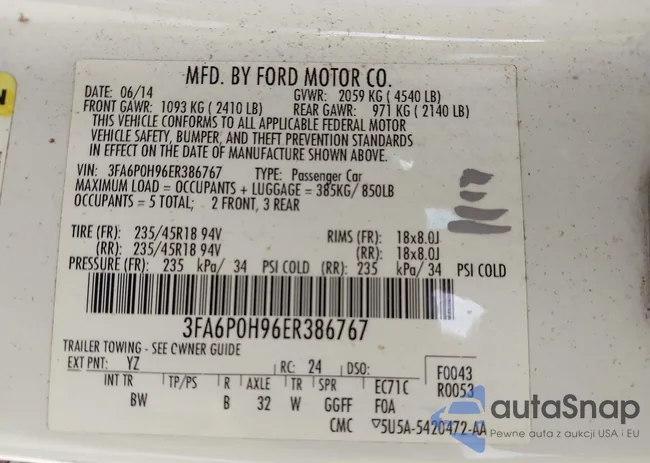 MFD. BY FORD MOTOR CO.
DATE: 06/14 GVWR: 2059 KG (4540 LB)
FRONT GAWR: 1093 KG (2410 LB) REAR GAWR: 971 KG (2140 LB)
THIS VEHICLE CONFORMS TO ALL APPLICABLE FEDERAL MOTOR
VEHICLE SAFETY, BUMPER, AND THEFT PREVENTION STANDARDS
IN EFFECT ON THE DATE OF MANUFACTURE SHOWN ABOVE.
VIN: 3FA6P0H96ER386767 TYPE: Passenger Car
MAXIMUM LOAD = OCCUPANTS + LUGGAGE = 385KG/ 850LB
OCCUPANTS = 5 TOTAL; 2 FRONT, 3 REAR
TIRE (FR): 235/45R18 94V RIMS (FR): 18x8.0J
(RR): 235/45R18 94V (RR): 18x8.0J
PRESSURE (FR): 235 kPa/ 34 PSI COLD (RR): 235 kPa/ 34 PSI COLD
3FA6P0H96ER386767
TRAILER TOWING - SEE OWNER GUIDE
EXT PNT: YZ RC: 24 DSO: F0043
INT TR TP/PS R AXLE TR SPR EC71C R0053
BW B 32 W GGFF F0A
CMC ▽5U5A-5420472-AA
autaSnap
Pewne auta z aukcji USA i EU